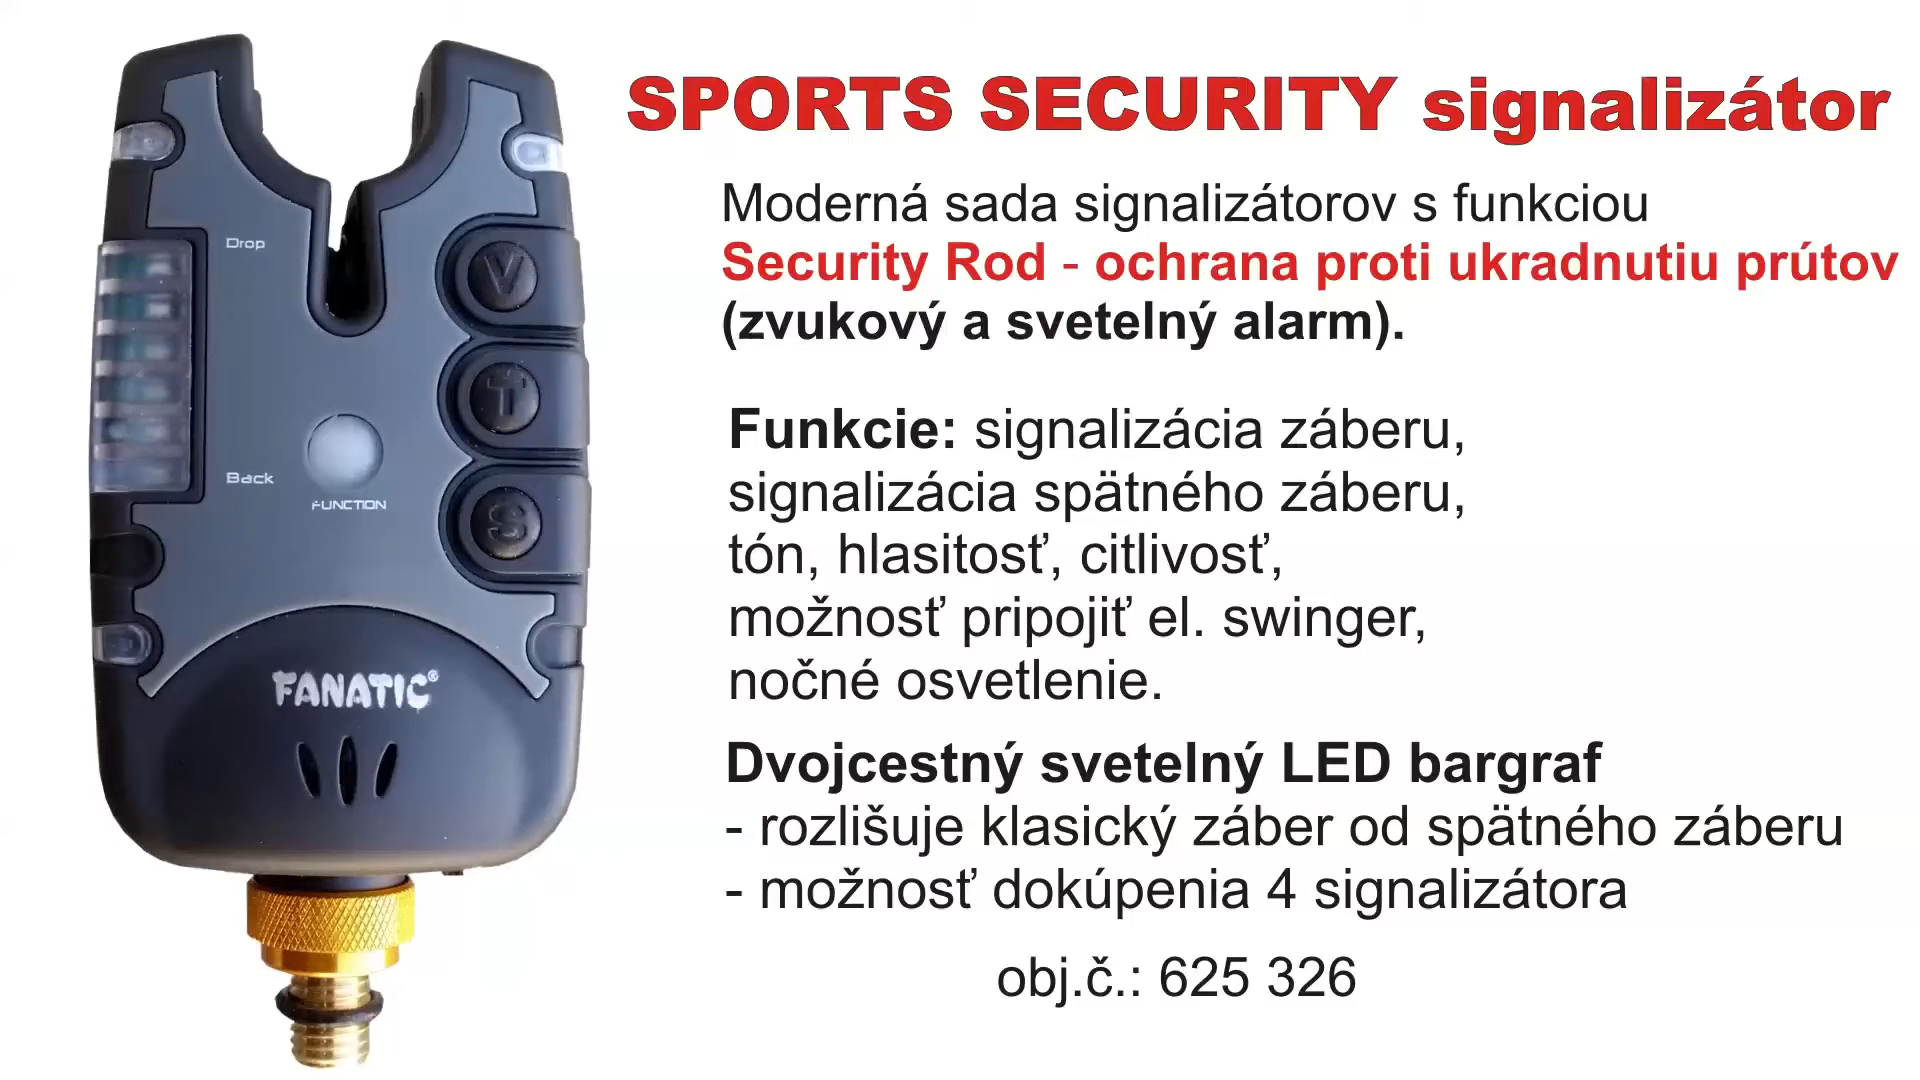 SPORTS SECURITY signalizátor
Moderná sada signalizátorov s funkciou
Security Rod - ochrana proti ukradnutiu prútov
(zvukový a svetelný alarm).
Funkcie: signalizácia záberu,
signalizácia spätného záberu,
tón, hlasitosť, citlivosť,
možnosť pripojiť el. swinger,
nočné osvetlenie.
Dvojcestný svetelný LED bargraf
- rozlišuje klasický záber od spätného záberu
- možnosť dokúpenia 4 signalizátora
obj.č.: 625 326
Drop
V
T
Back
FUNCTION
S
FANATIC®